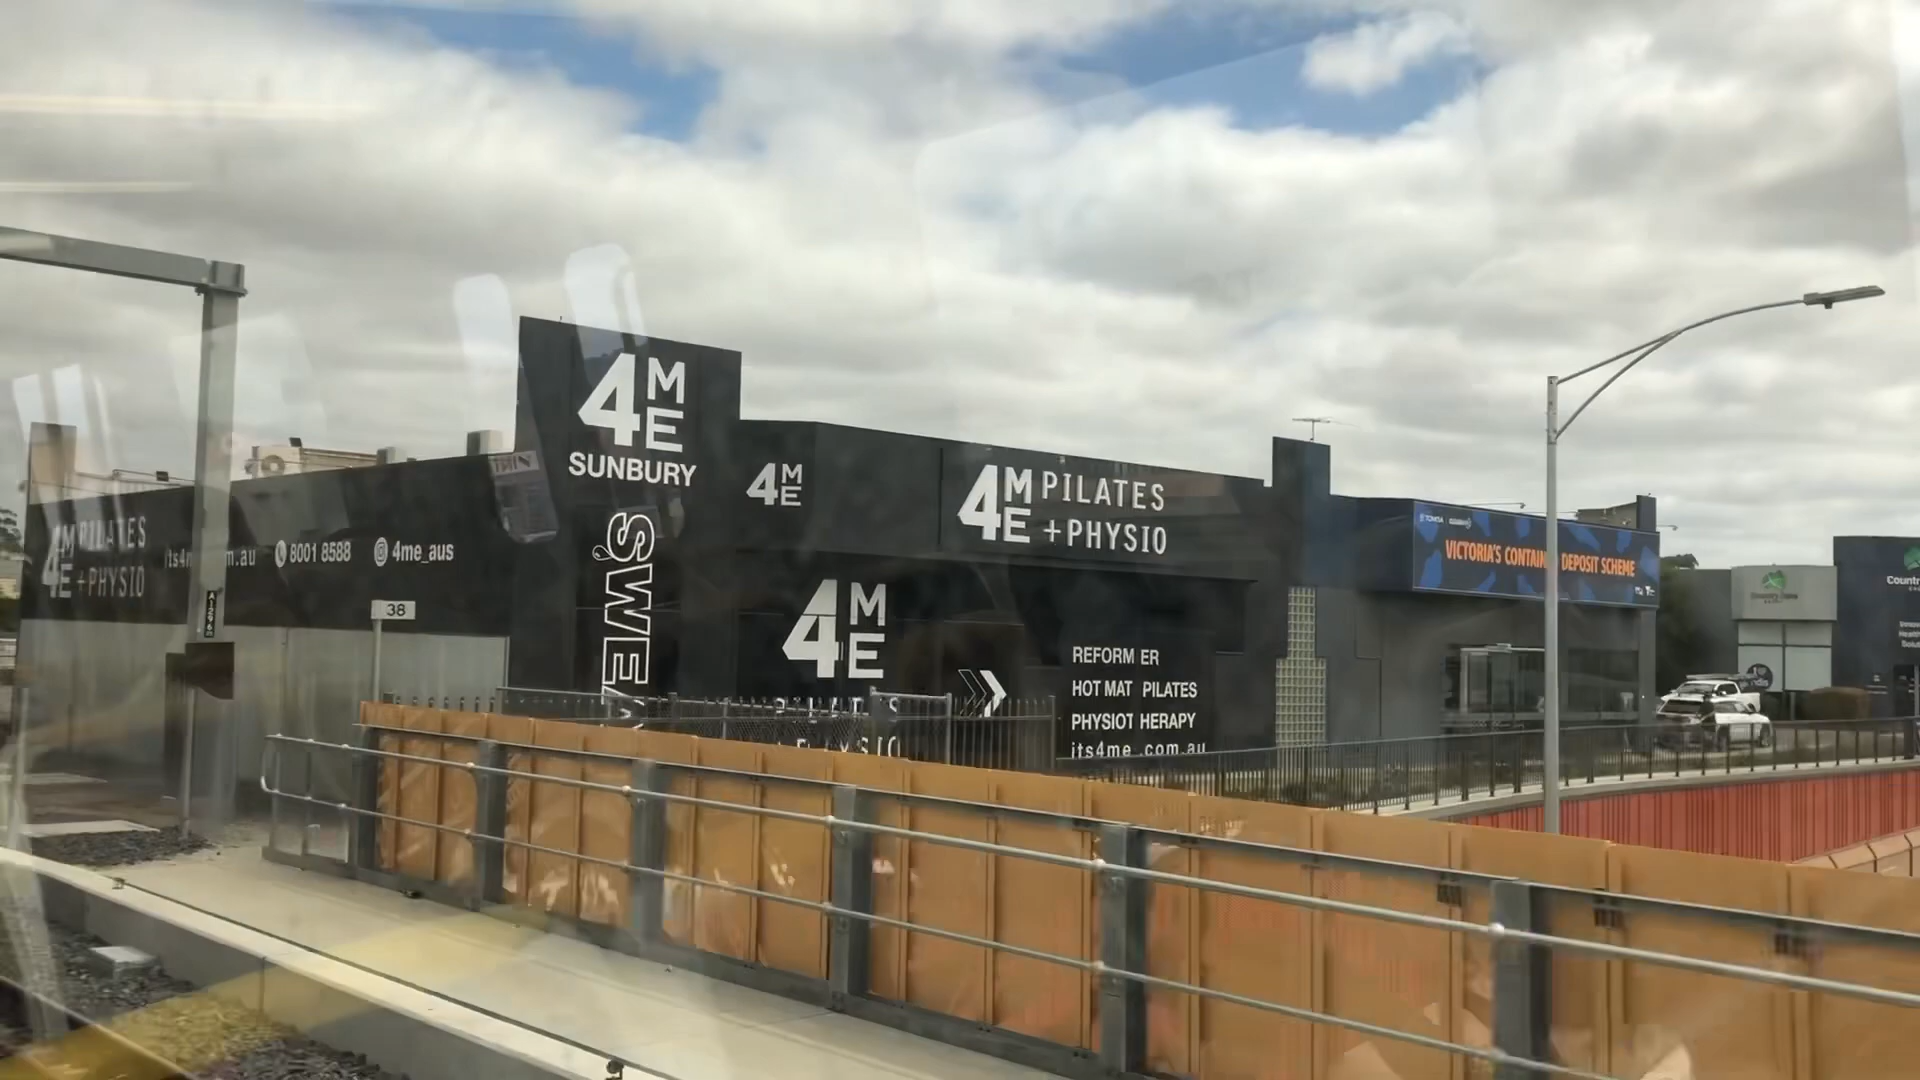 4ME
SUNBURY
4ME
4ME PILATES
+PHYSIO
4ME PILATES
+PHYSIO
8001 8588
4me_aus
38
4ME
REFORM ER
HOT MAT PILATES
PHYSIOT HERAPY
its4me .com.au
TOMRA
VICTORIA'S DEPOSIT SCHEME